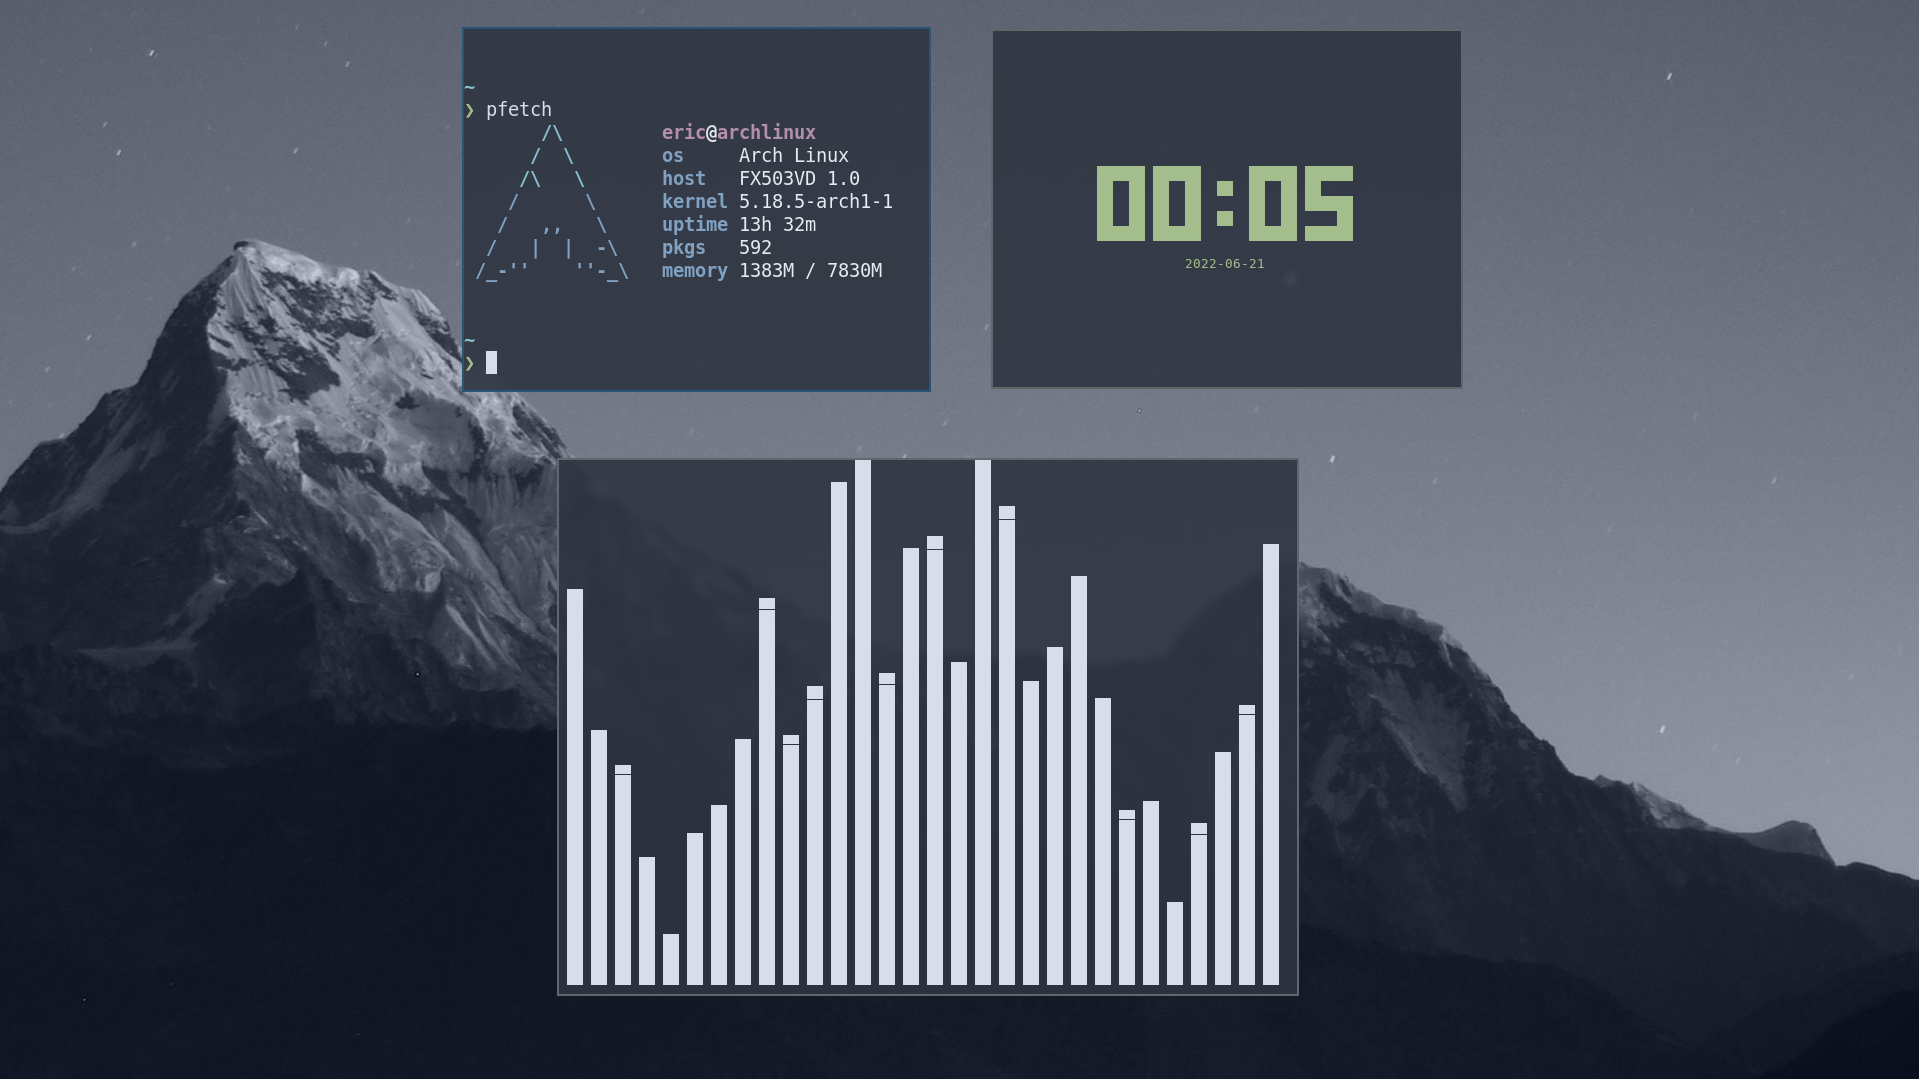 ~
❯ pfetch
eric@archlinux
os Arch Linux
host FX503VD 1.0
kernel 5.18.5-arch1-1
uptime 13h 32m
pkgs 592
memory 1383M / 7830M
~
❯
00:05
2022-06-21